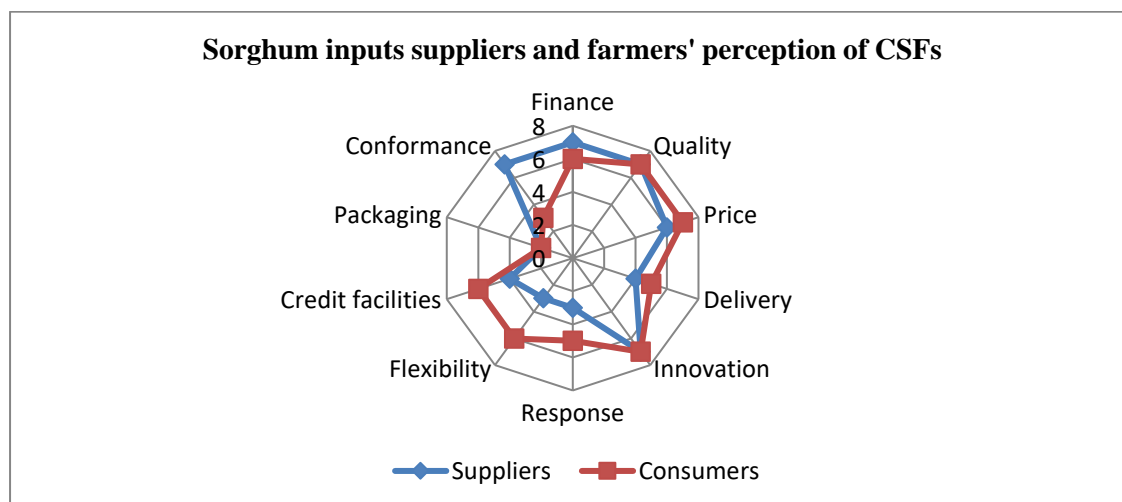 Sorghum inputs suppliers and farmers' perception of CSFs
Finance
8
Conformance
Quality
6
4
Packaging
Price
2
0
Credit facilities
Delivery
Flexibility
Innovation
Response
Suppliers
Consumers